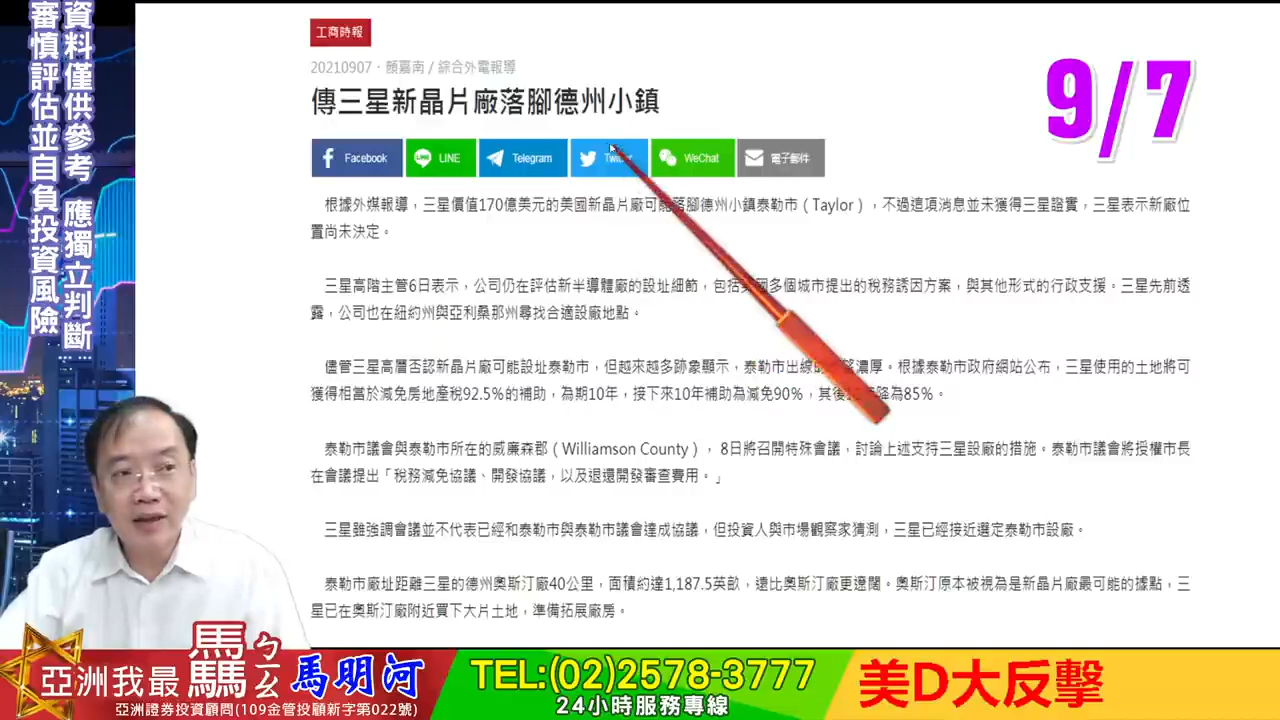 資料僅供參考 應獨立判斷
審慎評估並自負投資風險
工商時報
20210907・顏嘉南 / 綜合外電報導
9/7
傳三星新晶片廠落腳德州小鎮
Facebook LINE Telegram Twitter WeChat 電子郵件
根據外媒報導，三星價值170億美元的美國新晶片廠可能落腳德州小鎮泰勒市（Taylor），不過這項消息並未獲得三星證實，三星表示新廠位
置尚未決定。
三星高階主管6日表示，公司仍在評估新半導體廠的設址細節，包括美國多個城市提出的稅務誘因方案，與其他形式的行政支援。三星先前透
露，公司也在紐約州與亞利桑那州尋找合適設廠地點。
儘管三星高層否認新晶片廠可能設址泰勒市，但越來越多跡象顯示，泰勒市出線的 濃厚。根據泰勒市政府網站公布，三星使用的土地將可
獲得相當於減免房地產稅92.5%的補助，為期10年，接下來10年補助為減免90%，其後10年降為85%。
泰勒市議會與泰勒市所在的威廉森郡（Williamson County），8日將召開特殊會議，討論上述支持三星設廠的措施。泰勒市議會將授權市長
在會議提出「稅務減免協議、開發協議，以及退還開發審查費用。」
三星雖強調會議並不代表已經和泰勒市與泰勒市議會達成協議，但投資人與市場觀察家猜測，三星已經接近選定泰勒市設廠。
泰勒市廠址距離三星的德州奧斯汀廠40公里，面積約達1,187.5英畝，遠比奧斯汀廠更遼闊。奧斯汀原本被視為是新晶片廠最可能的據點，三
星已在奧斯汀廠附近買下大片土地，準備拓展廠房。
亞洲我最馬驫ㄅㄧㄠ馬明河
亞洲證券投資顧問(109金管投顧新字第022號)
TEL:(02)2578-3777
24小時服務專線
美D大反擊